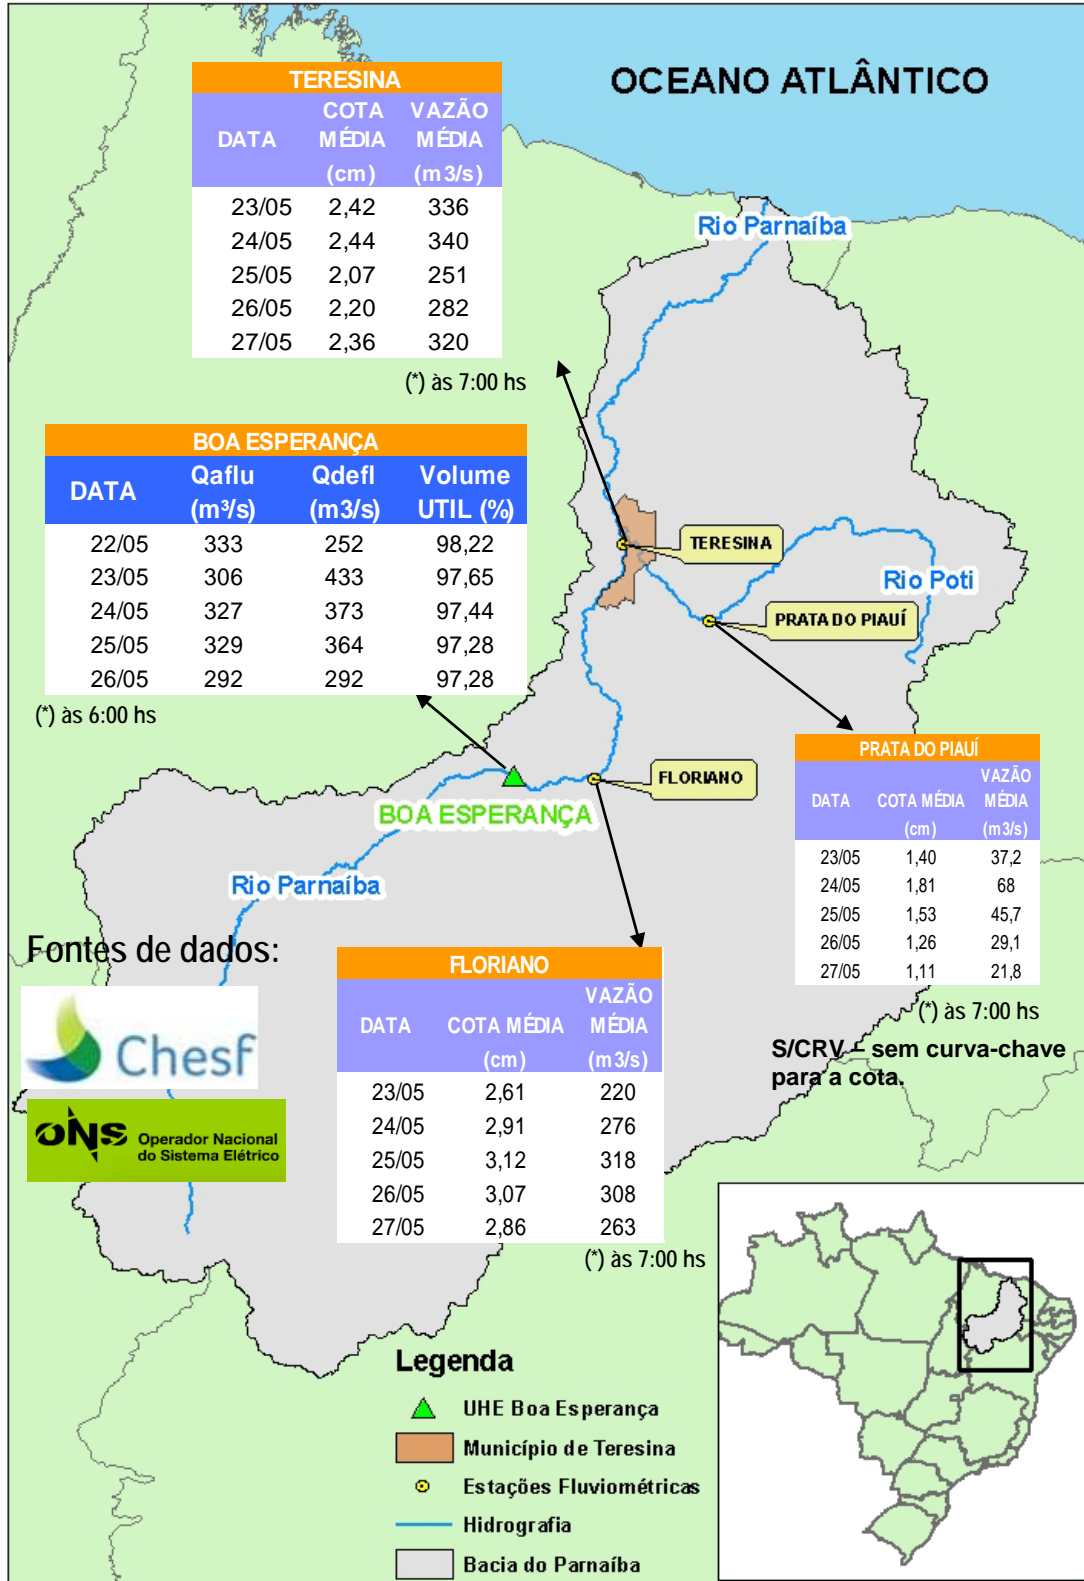 OCEANO ATLÂNTICO
TERESINA
DATA COTA MÉDIA (cm) VAZÃO MÉDIA (m3/s)
23/05 2,42 336
24/05 2,44 340
25/05 2,07 251
26/05 2,20 282
27/05 2,36 320
(*) às 7:00 hs
Rio Parnaíba
BOA ESPERANÇA
DATA Qaflu (m³/s) Qdefl (m3/s) Volume UTIL (%)
22/05 333 252 98,22
23/05 306 433 97,65
24/05 327 373 97,44
25/05 329 364 97,28
26/05 292 292 97,28
(*) às 6:00 hs
TERESINA
Rio Poti
PRATA DO PIAUÍ
FLORIANO
BOA ESPERANÇA
Rio Parnaíba
PRATA DO PIAUÍ
DATA COTA MÉDIA (cm) VAZÃO MÉDIA (m3/s)
23/05 1,40 37,2
24/05 1,81 68
25/05 1,53 45,7
26/05 1,26 29,1
27/05 1,11 21,8
(*) às 7:00 hs
S/CRV – sem curva-chave
para a cota.
Fontes de dados:
Chesf
ONS Operador Nacional
do Sistema Elétrico
FLORIANO
DATA COTA MÉDIA (cm) VAZÃO MÉDIA (m3/s)
23/05 2,61 220
24/05 2,91 276
25/05 3,12 318
26/05 3,07 308
27/05 2,86 263
(*) às 7:00 hs
Legenda
UHE Boa Esperança
Município de Teresina
Estações Fluviométricas
Hidrografia
Bacia do Parnaíba